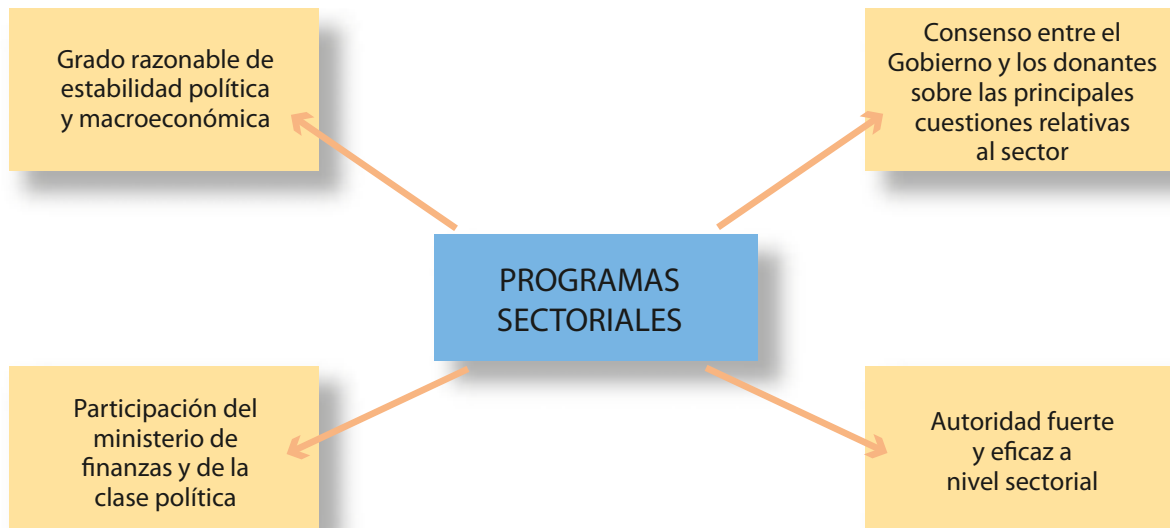 Grado razonable de
estabilidad política
y macroeconómica
Consenso entre el
Gobierno y los donantes
sobre las principales
cuestiones relativas
al sector
PROGRAMAS
SECTORIALES
Participación del
ministerio de
finanzas y de la
clase política
Autoridad fuerte
y eficaz a
nivel sectorial